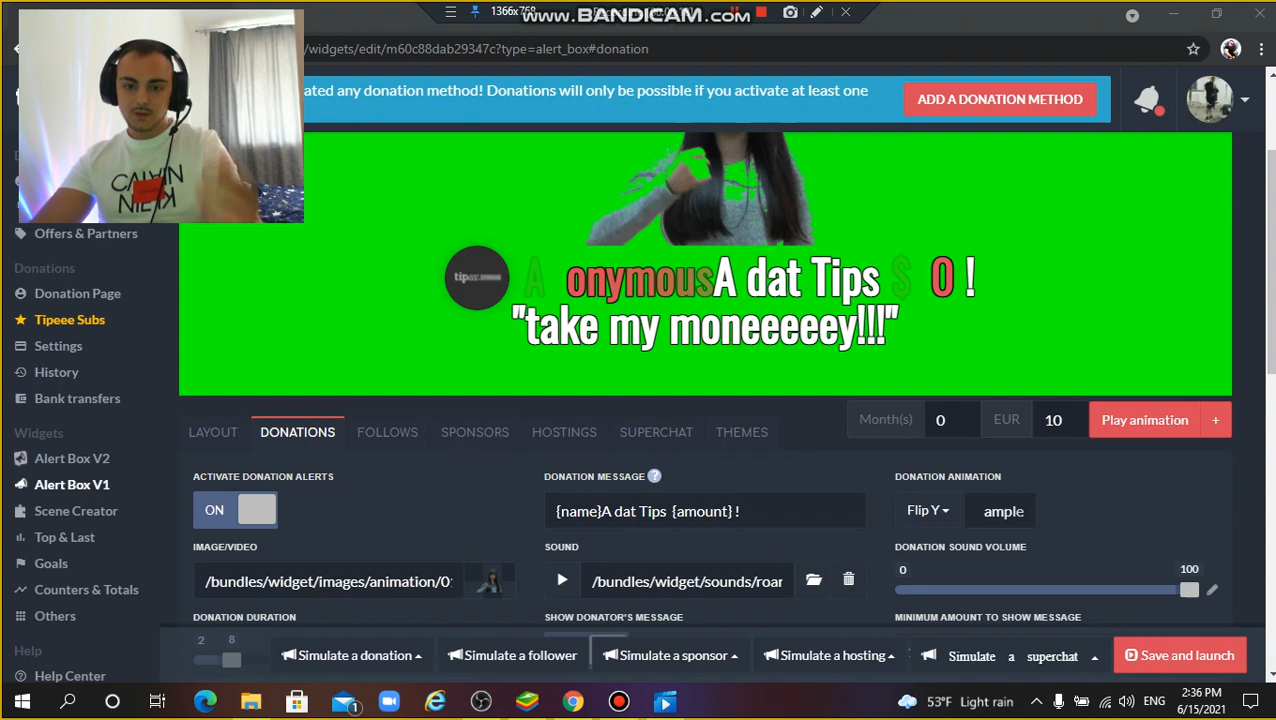 1366x768
www.BANDICAM.com
/widgets/edit/m60c88dab29347c?type=alert_box#donation
ated any donation method! Donations will only be possible if you activate at least one
ADD A DONATION METHOD
CALVIN
KLEIN
Offers & Partners
Donations
Donation Page
Tipeee Subs
Settings
History
Bank transfers
Widgets
Alert Box V2
Alert Box V1
Scene Creator
Top & Last
Goals
Counters & Totals
Others
Help
Help Center
tipeee STREAM
A onymousA dat Tips $ 0 !
"take my moneeeeey!!!"
LAYOUT DONATIONS FOLLOWS SPONSORS HOSTINGS SUPERCHAT THEMES
Month(s) 0 EUR 10 Play animation +
ACTIVATE DONATION ALERTS
ON
DONATION MESSAGE ?
{name}A dat Tips {amount} !
DONATION ANIMATION
Flip Y ample
IMAGE/VIDEO
/bundles/widget/images/animation/0
SOUND
/bundles/widget/sounds/roar
DONATION SOUND VOLUME
0 100
DONATION DURATION
2 8
SHOW DONATOR'S MESSAGE
MINIMUM AMOUNT TO SHOW MESSAGE
Simulate a donation Simulate a follower Simulate a sponsor Simulate a hosting Simulate a superchat Save and launch
1
53°F Light rain
ENG
2:36 PM
6/15/2021